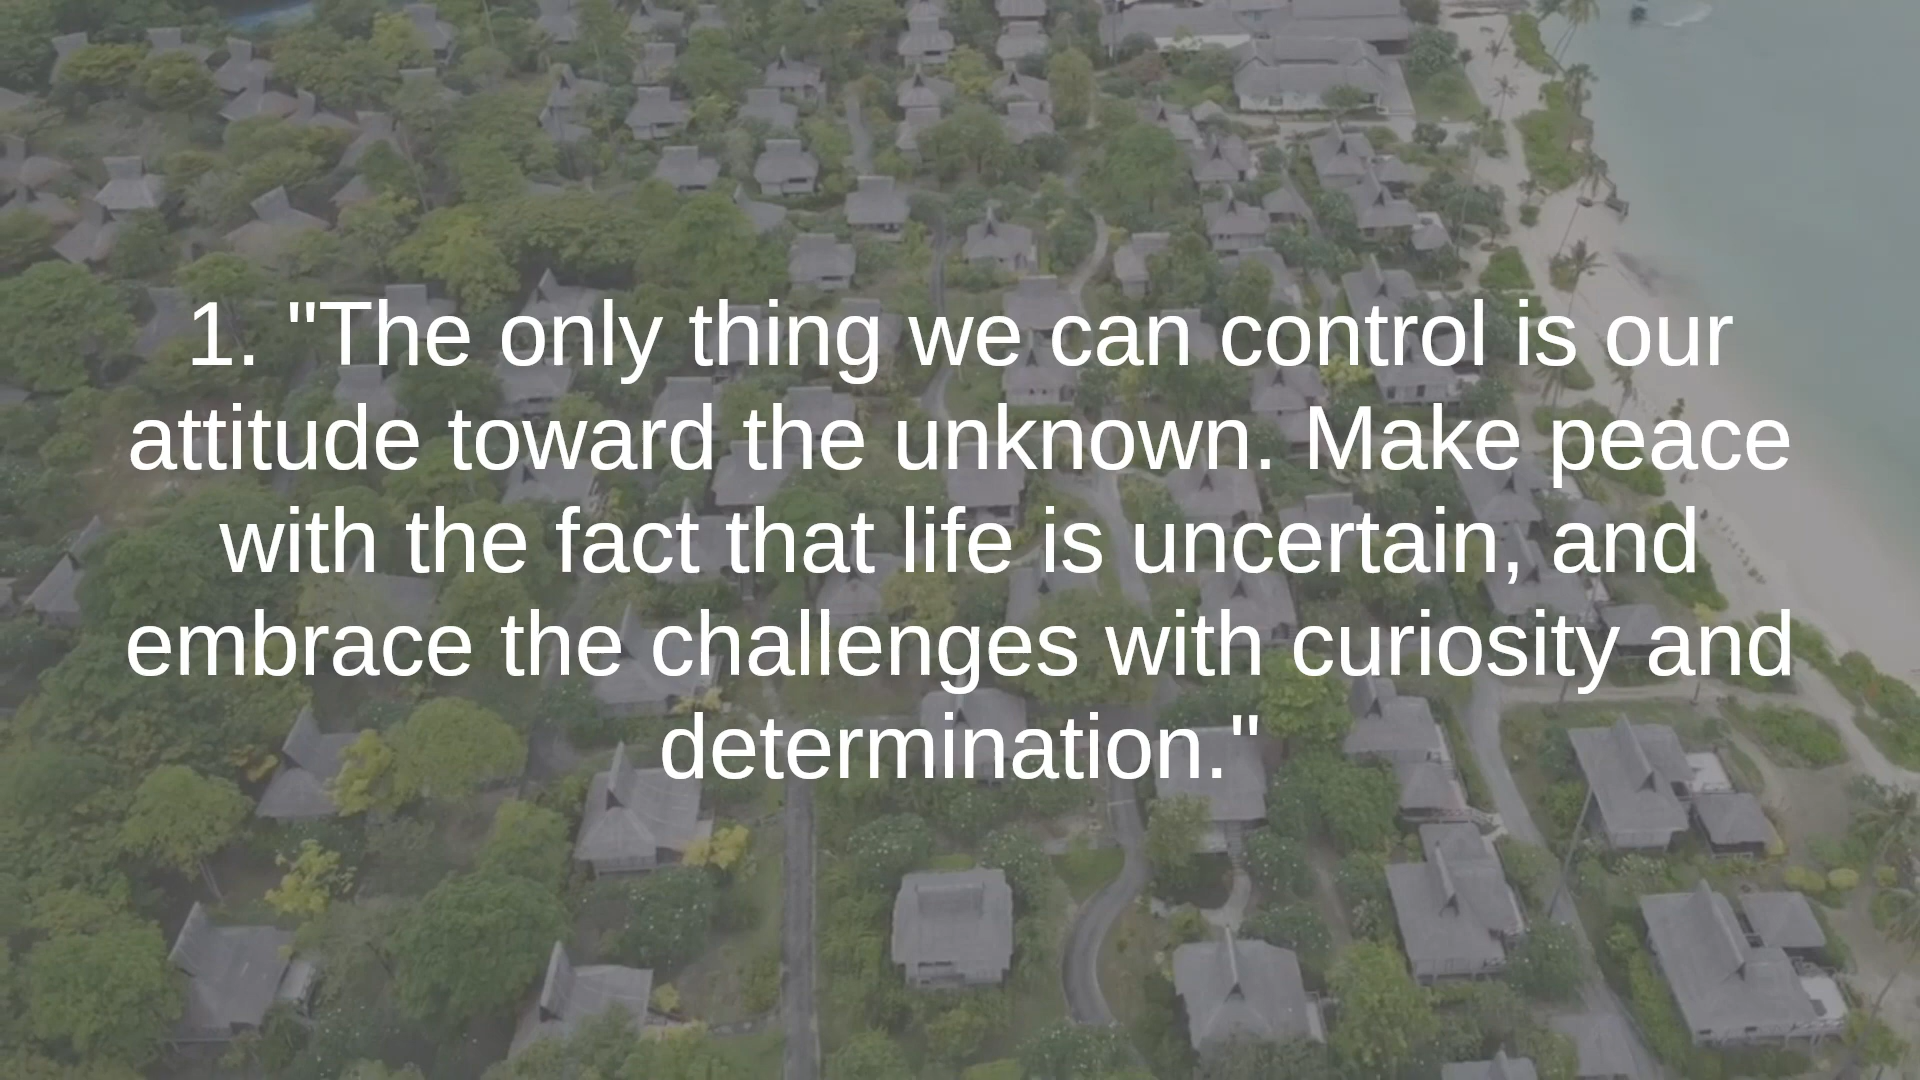 1. "The only thing we can control is our
attitude toward the unknown. Make peace
with the fact that life is uncertain, and
embrace the challenges with curiosity and
determination."